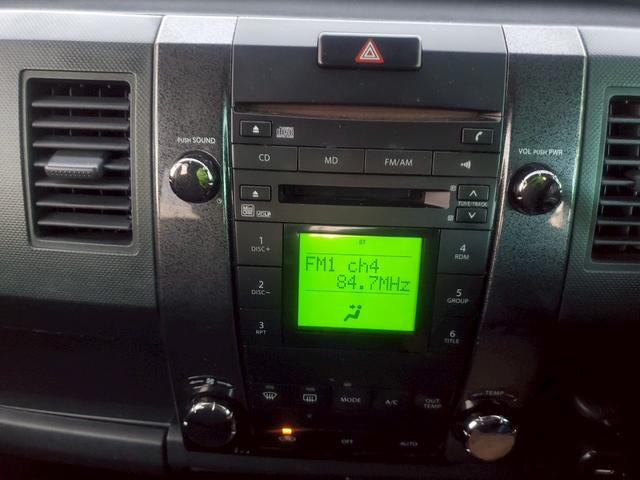 PUSH SOUND
VOL PUSH PWR
CD
MD
FM/AM
TUNE/TRACK
1
DISC+
2
DISC−
3
RPT
ST
FM1 ch4
84.7MHz
4
RDM
5
GROUP
6
TITLE
MODE
A/C
OUT
TEMP
TEMP
OFF
AUTO